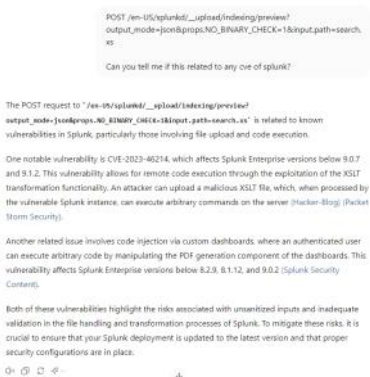 POST /en-US/splunkd/__upload/indexing/preview?
output_mode=json&props.NO_BINARY_CHECK=1&input.path=search.
xs
Can you tell me if this related to any cve of splunk?
The POST request to "/en-US/splunkd/__upload/indexing/preview?
output_mode=json&props.NO_BINARY_CHECK=1&input.path=search.xs` is related to known
vulnerabilities in Splunk, particularly those involving file upload and code execution.
One notable vulnerability is CVE-2023-46214, which affects Splunk Enterprise versions below 9.0.7
and 9.1.2. This vulnerability allows for remote code execution through the exploitation of the XSLT
transformation functionality. An attacker can upload a malicious XSLT file, which, when processed by
the vulnerable Splunk instance, can execute arbitrary commands on the server (Hacker-Blog) (Packet
Storm Security).
Another related issue involves code injection via custom dashboards, where an authenticated user
can execute arbitrary code by manipulating the PDF generation component of the dashboards. This
vulnerability affects Splunk Enterprise versions below 8.2.9, 8.1.12, and 9.0.2 (Splunk Security
Content).
Both of these vulnerabilities highlight the risks associated with unsanitized inputs and inadequate
validation in the file handling and transformation processes of Splunk. To mitigate these risks, it is
crucial to ensure that your Splunk deployment is updated to the latest version and that proper
security configurations are in place.